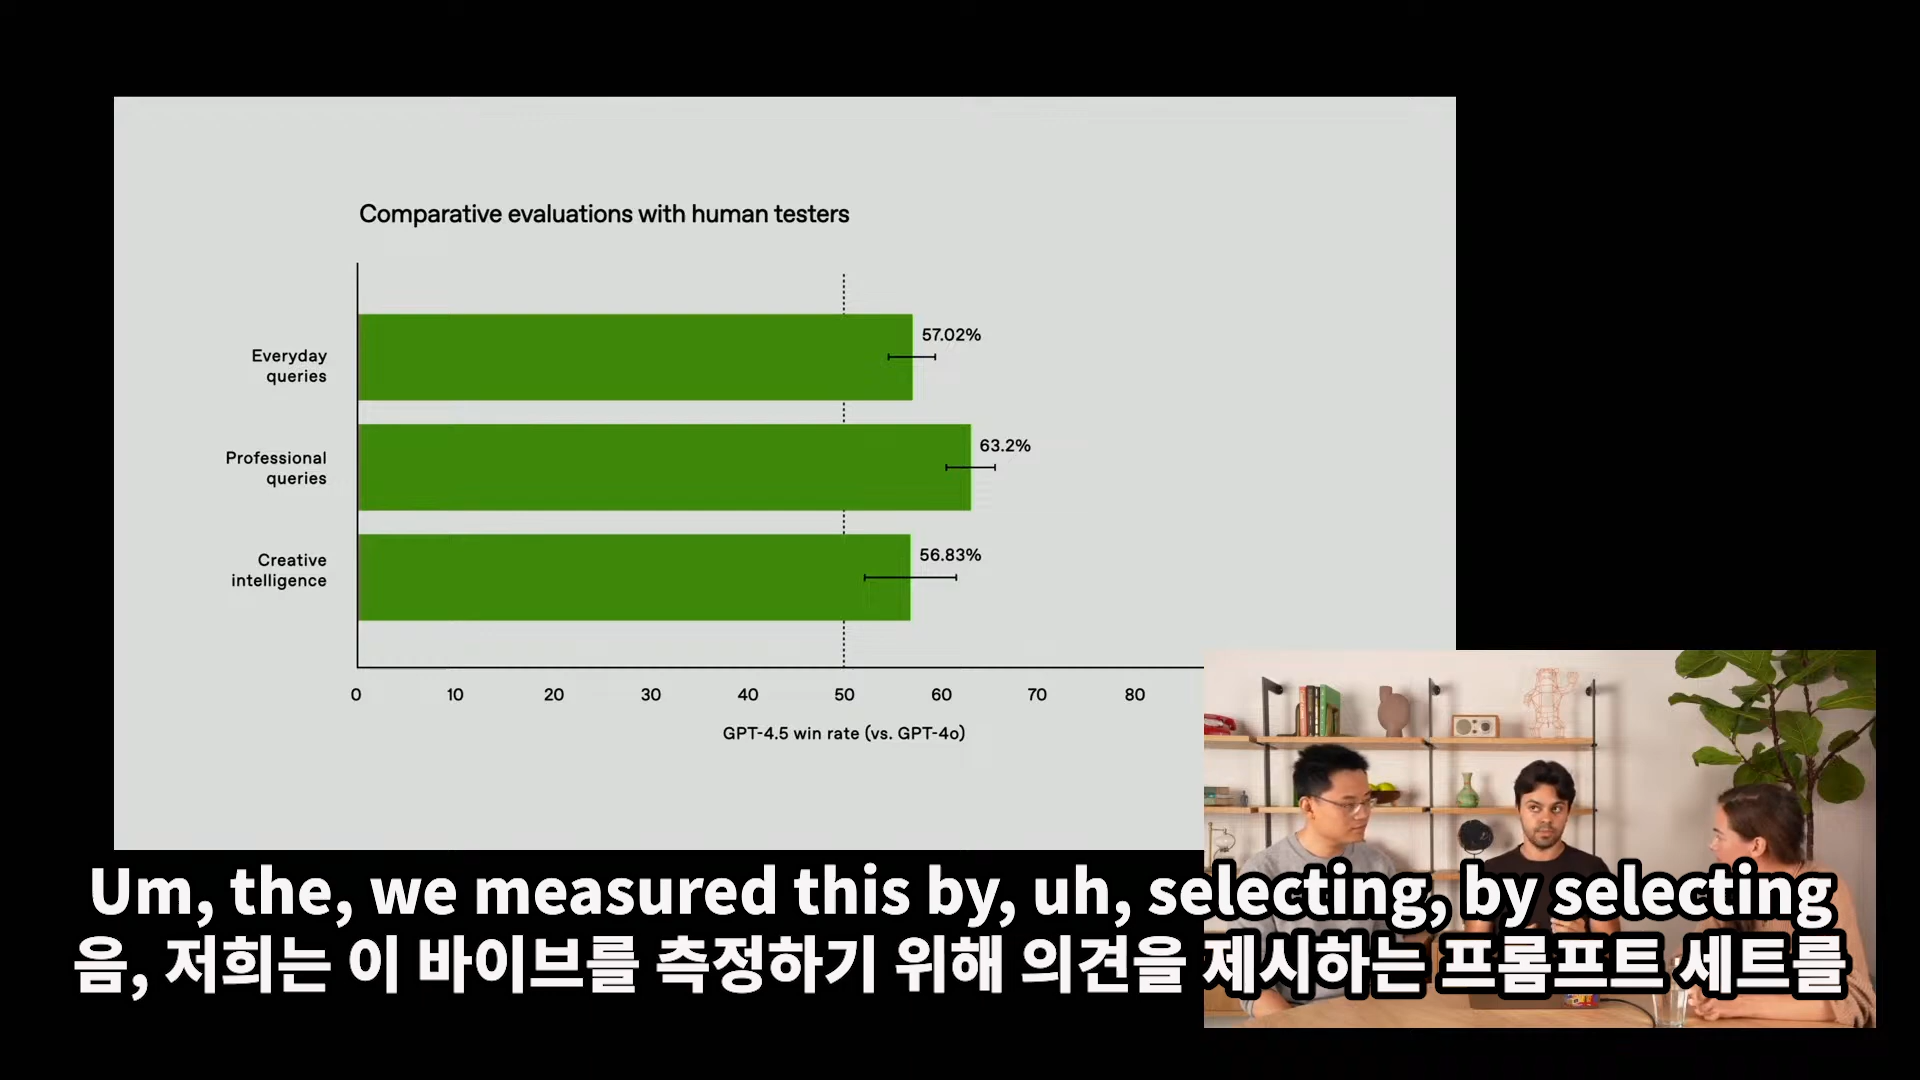 Comparative evaluations with human testers
57.02%
Everyday
queries
63.2%
Professional
queries
56.83%
Creative
intelligence
0 10 20 30 40 50 60 70 80
GPT-4.5 win rate (vs. GPT-4o)
Um, the, we measured this by, uh, selecting, by selecting
음, 저희는 이 바이브를 측정하기 위해 의견을 제시하는 프롬프트 세트를